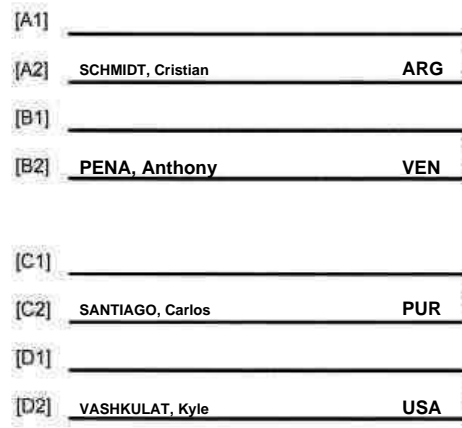 [A1]
[A2] SCHMIDT, Cristian ARG
[B1]
[B2] PENA, Anthony VEN
[C1]
[C2] SANTIAGO, Carlos PUR
[D1]
[D2] VASHKULAT, Kyle USA